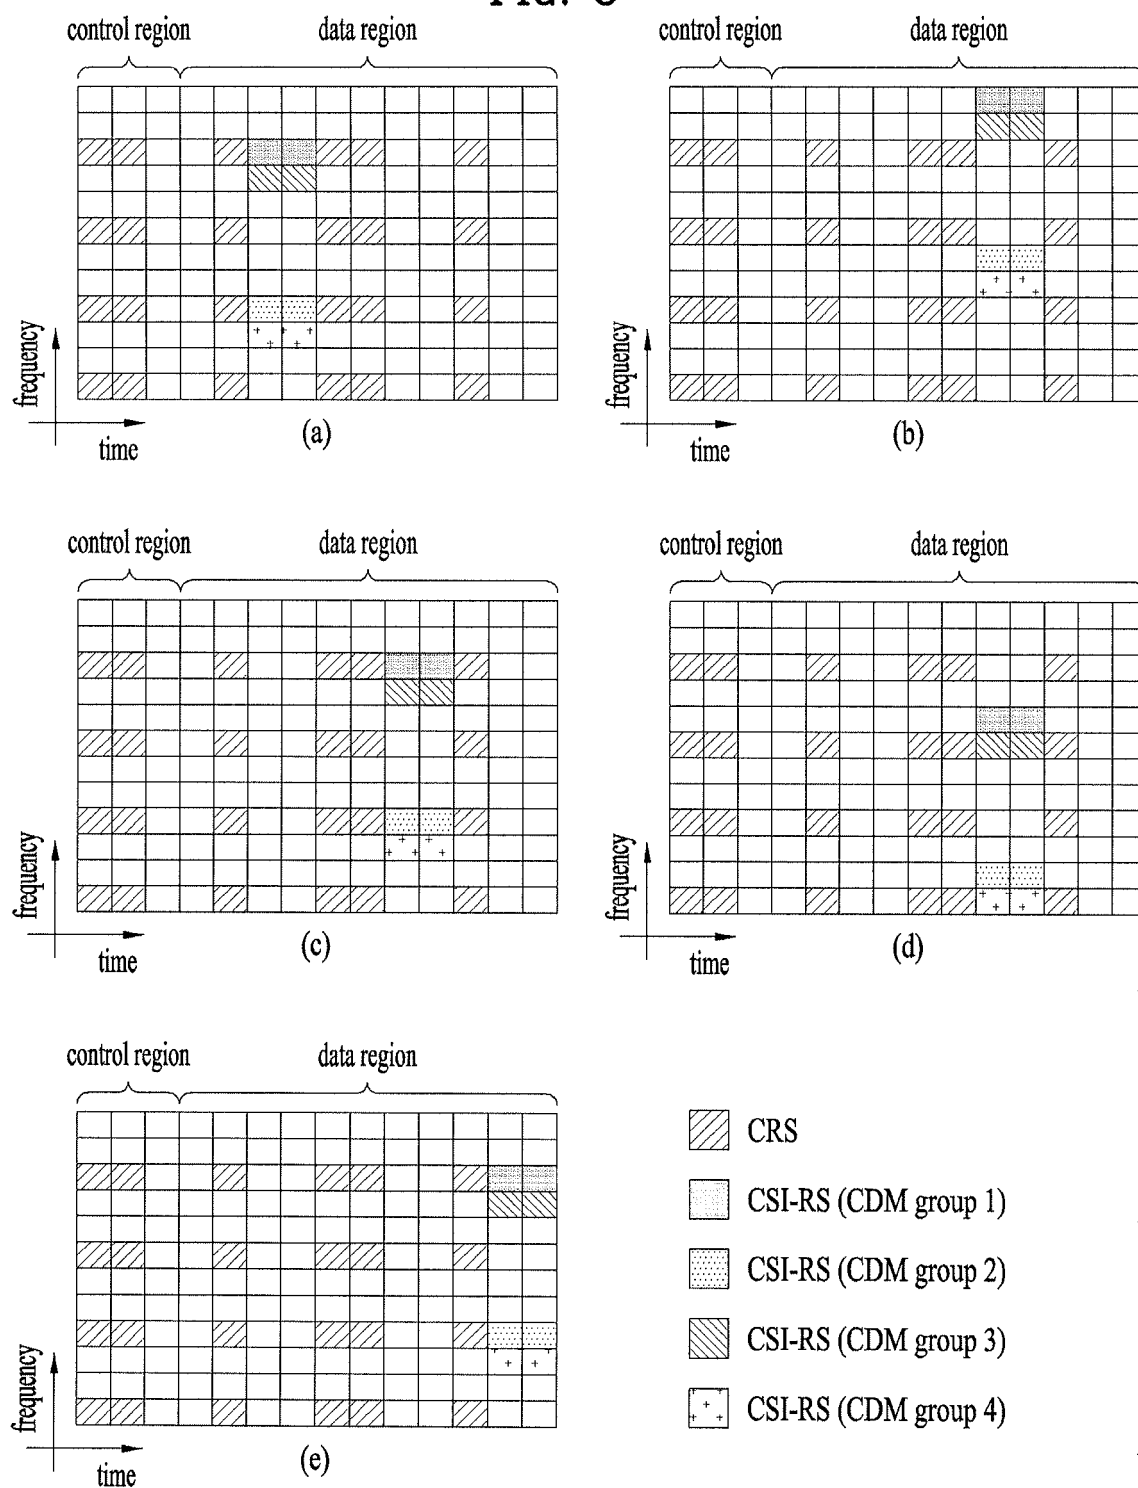 control region data region
control region data region
frequency
time
(a)
frequency
time
(b)
control region data region
control region data region
frequency
time
(c)
frequency
time
(d)
control region data region
frequency
time
(e)
CRS
CSI-RS (CDM group 1)
CSI-RS (CDM group 2)
CSI-RS (CDM group 3)
CSI-RS (CDM group 4)